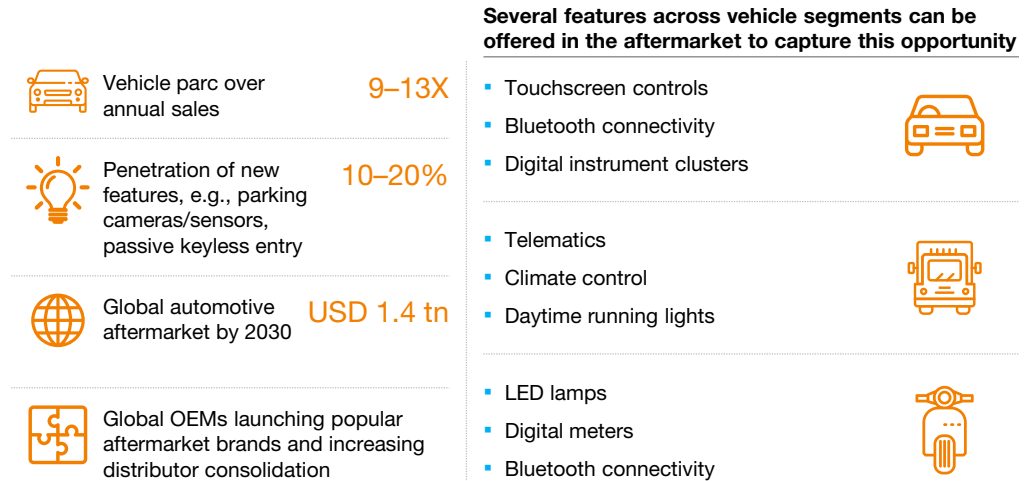 Vehicle parc over
annual sales
9–13X
Penetration of new
features, e.g., parking
cameras/sensors,
passive keyless entry
10–20%
Global automotive
aftermarket by 2030
USD 1.4 tn
Global OEMs launching popular
aftermarket brands and increasing
distributor consolidation
Several features across vehicle segments can be
offered in the aftermarket to capture this opportunity
▪ Touchscreen controls
▪ Bluetooth connectivity
▪ Digital instrument clusters
▪ Telematics
▪ Climate control
▪ Daytime running lights
▪ LED lamps
▪ Digital meters
▪ Bluetooth connectivity